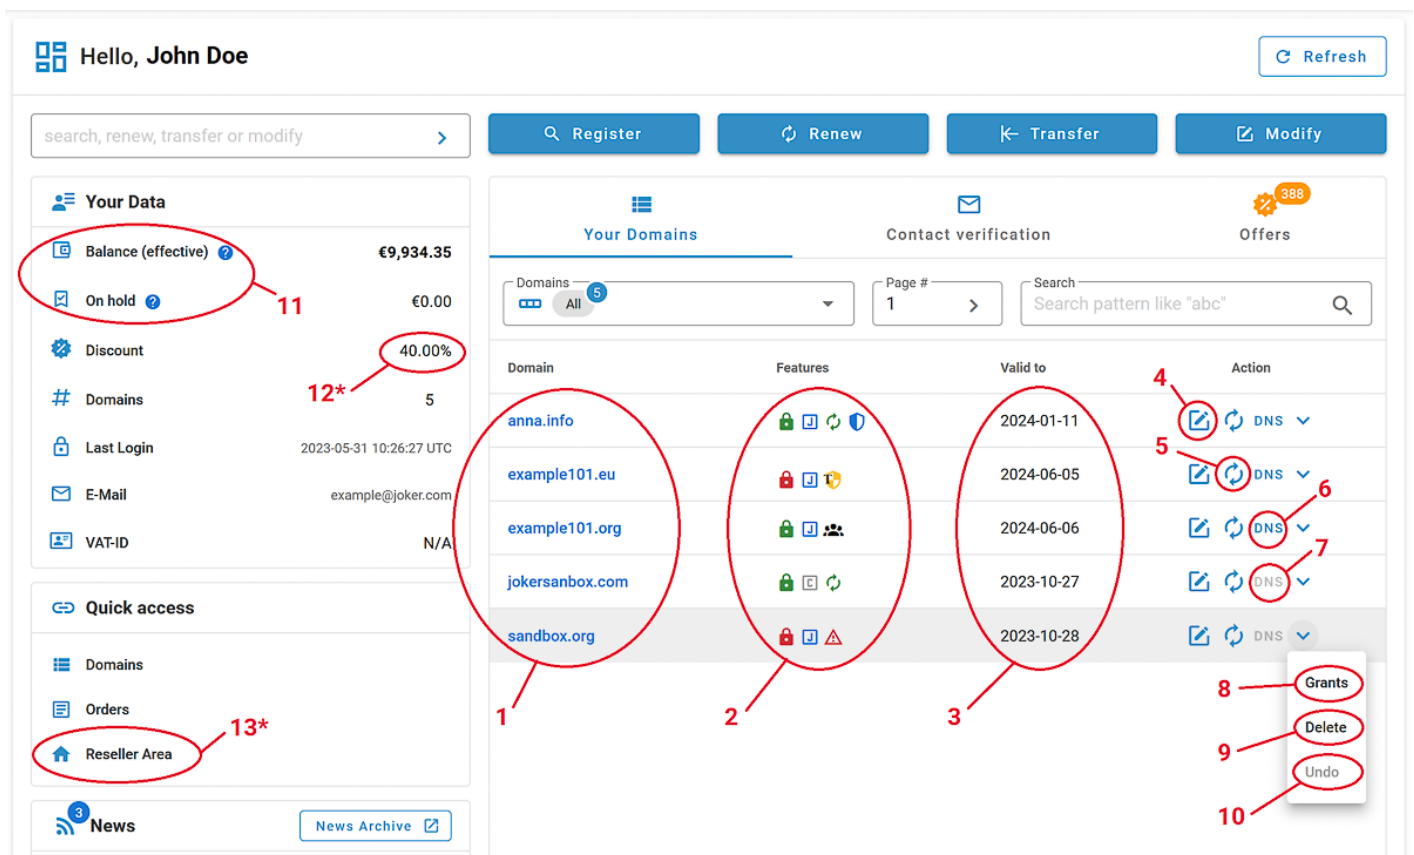 Hello, John Doe
Refresh
search, renew, transfer or modify
Register
Renew
Transfer
Modify
Your Data
Balance (effective) ?
€9,934.35
On hold ?
€0.00
11
Discount
40.00%
12*
Domains
5
Last Login
2023-05-31 10:26:27 UTC
E-Mail
example@joker.com
VAT-ID
N/A
Quick access
Domains
Orders
13*
Reseller Area
3
News
News Archive
Your Domains
Contact verification
388
Offers
Domains
All
5
Page #
1
Search
Search pattern like "abc"
Domain
Features
Valid to
Action
4
anna.info
J
2024-01-11
DNS
5
example101.eu
J
T
2024-06-05
DNS
6
example101.org
J
2024-06-06
DNS
7
jokersanbox.com
C
2023-10-27
DNS
sandbox.org
J
2023-10-28
DNS
1
2
3
8
Grants
9
Delete
10
Undo